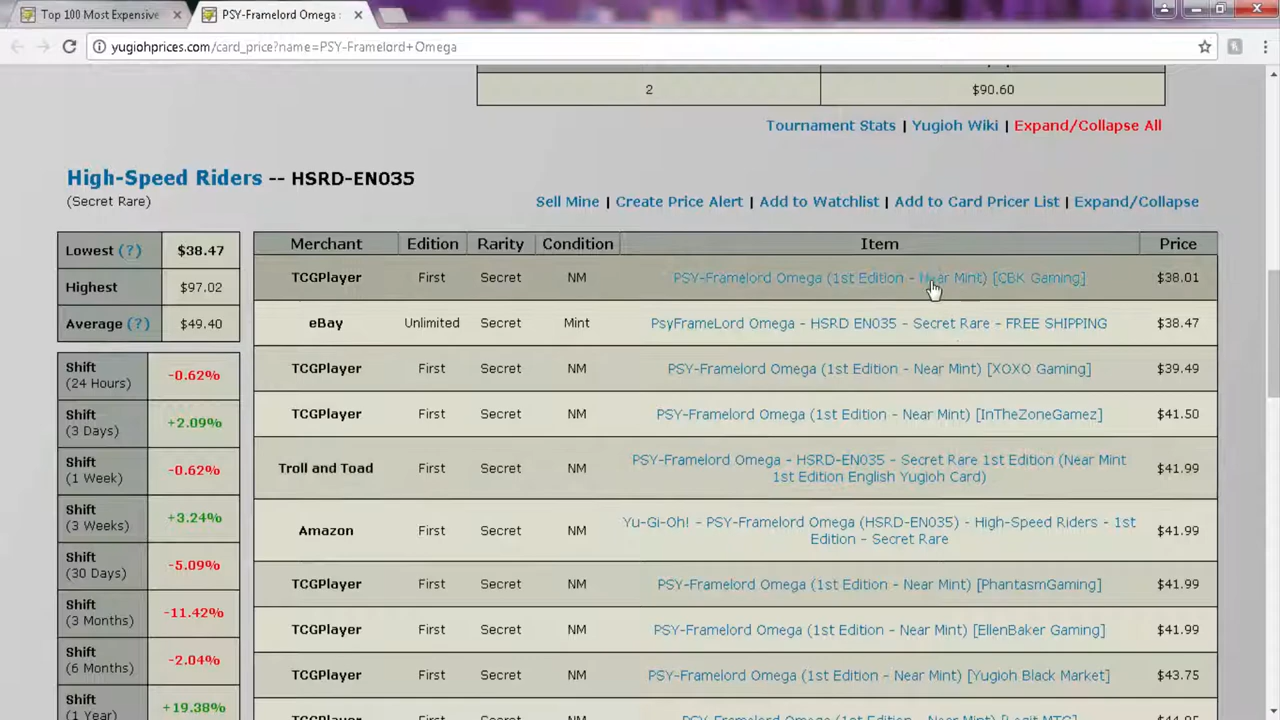 Top 100 Most Expensive
PSY-Framelord Omega :
yugiohprices.com/card_price?name=PSY-Framelord+Omega
2 $90.60
Tournament Stats | Yugioh Wiki | Expand/Collapse All
High-Speed Riders -- HSRD-EN035
(Secret Rare)
Sell Mine | Create Price Alert | Add to Watchlist | Add to Card Pricer List | Expand/Collapse
Lowest (?) $38.47
Highest $97.02
Average (?) $49.40
Shift
(24 Hours) -0.62%
Shift
(3 Days) +2.09%
Shift
(1 Week) -0.62%
Shift
(3 Weeks) +3.24%
Shift
(30 Days) -5.09%
Shift
(3 Months) -11.42%
Shift
(6 Months) -2.04%
Shift
(1 Year) +19.38%
Merchant Edition Rarity Condition Item Price
TCGPlayer First Secret NM PSY-Framelord Omega (1st Edition - Near Mint) [CBK Gaming] $38.01
eBay Unlimited Secret Mint PsyFrameLord Omega - HSRD EN035 - Secret Rare - FREE SHIPPING $38.47
TCGPlayer First Secret NM PSY-Framelord Omega (1st Edition - Near Mint) [XOXO Gaming] $39.49
TCGPlayer First Secret NM PSY-Framelord Omega (1st Edition - Near Mint) [InTheZoneGamez] $41.50
Troll and Toad First Secret NM PSY-Framelord Omega - HSRD-EN035 - Secret Rare 1st Edition (Near Mint
1st Edition English Yugioh Card) $41.99
Amazon First Secret NM Yu-Gi-Oh! - PSY-Framelord Omega (HSRD-EN035) - High-Speed Riders - 1st
Edition - Secret Rare $41.99
TCGPlayer First Secret NM PSY-Framelord Omega (1st Edition - Near Mint) [PhantasmGaming] $41.99
TCGPlayer First Secret NM PSY-Framelord Omega (1st Edition - Near Mint) [EllenBaker Gaming] $41.99
TCGPlayer First Secret NM PSY-Framelord Omega (1st Edition - Near Mint) [Yugioh Black Market] $43.75